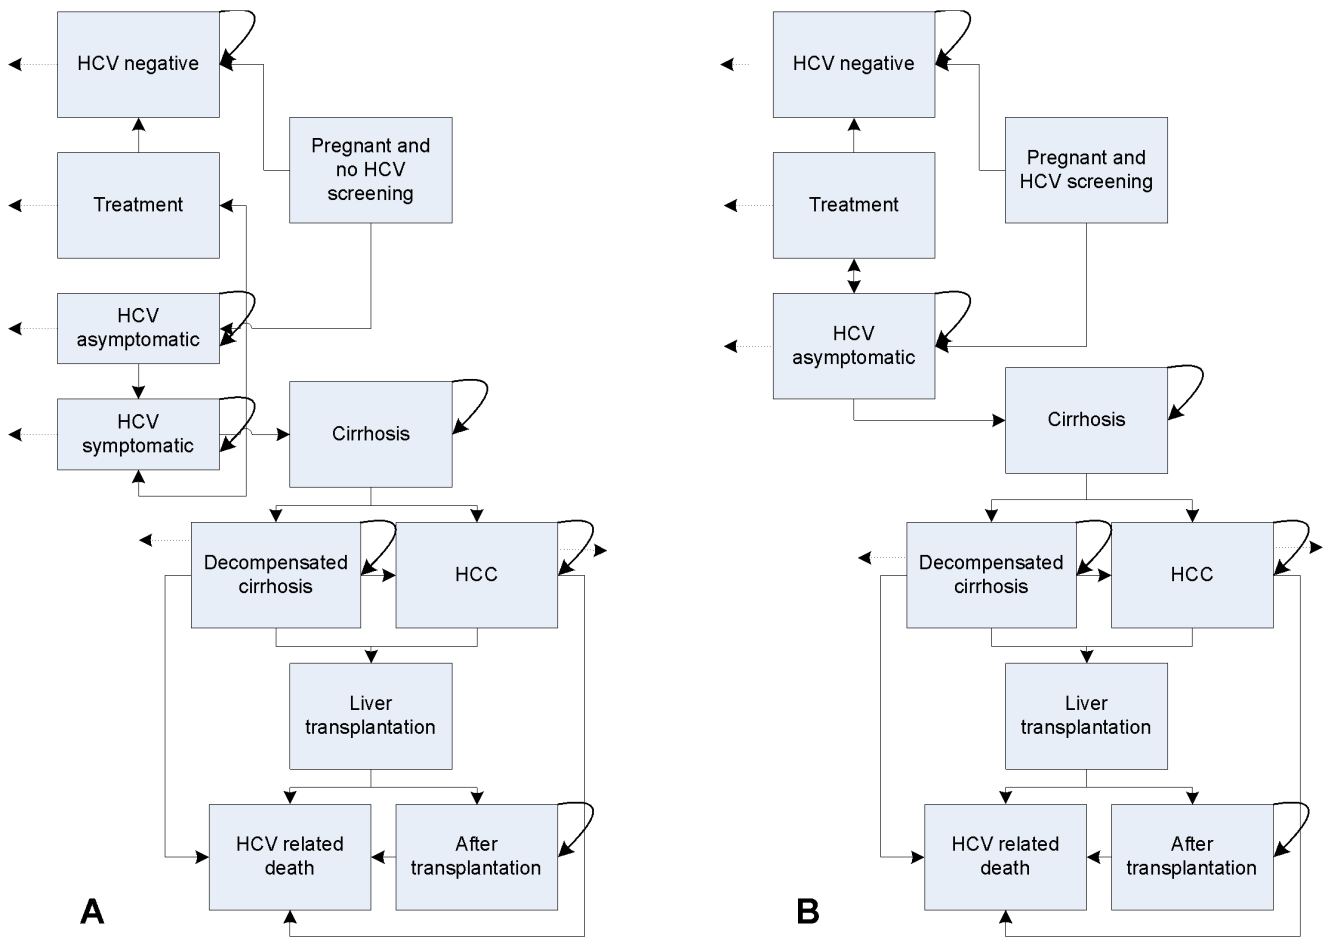 HCV negative
Pregnant and
no HCV
screening
Treatment
HCV
asymptomatic
HCV
symptomatic
Cirrhosis
Decompensated
cirrhosis
HCC
Liver
transplantation
HCV related
death
After
transplantation
A
HCV negative
Pregnant and
HCV screening
Treatment
HCV
asymptomatic
Cirrhosis
Decompensated
cirrhosis
HCC
Liver
transplantation
HCV related
death
After
transplantation
B